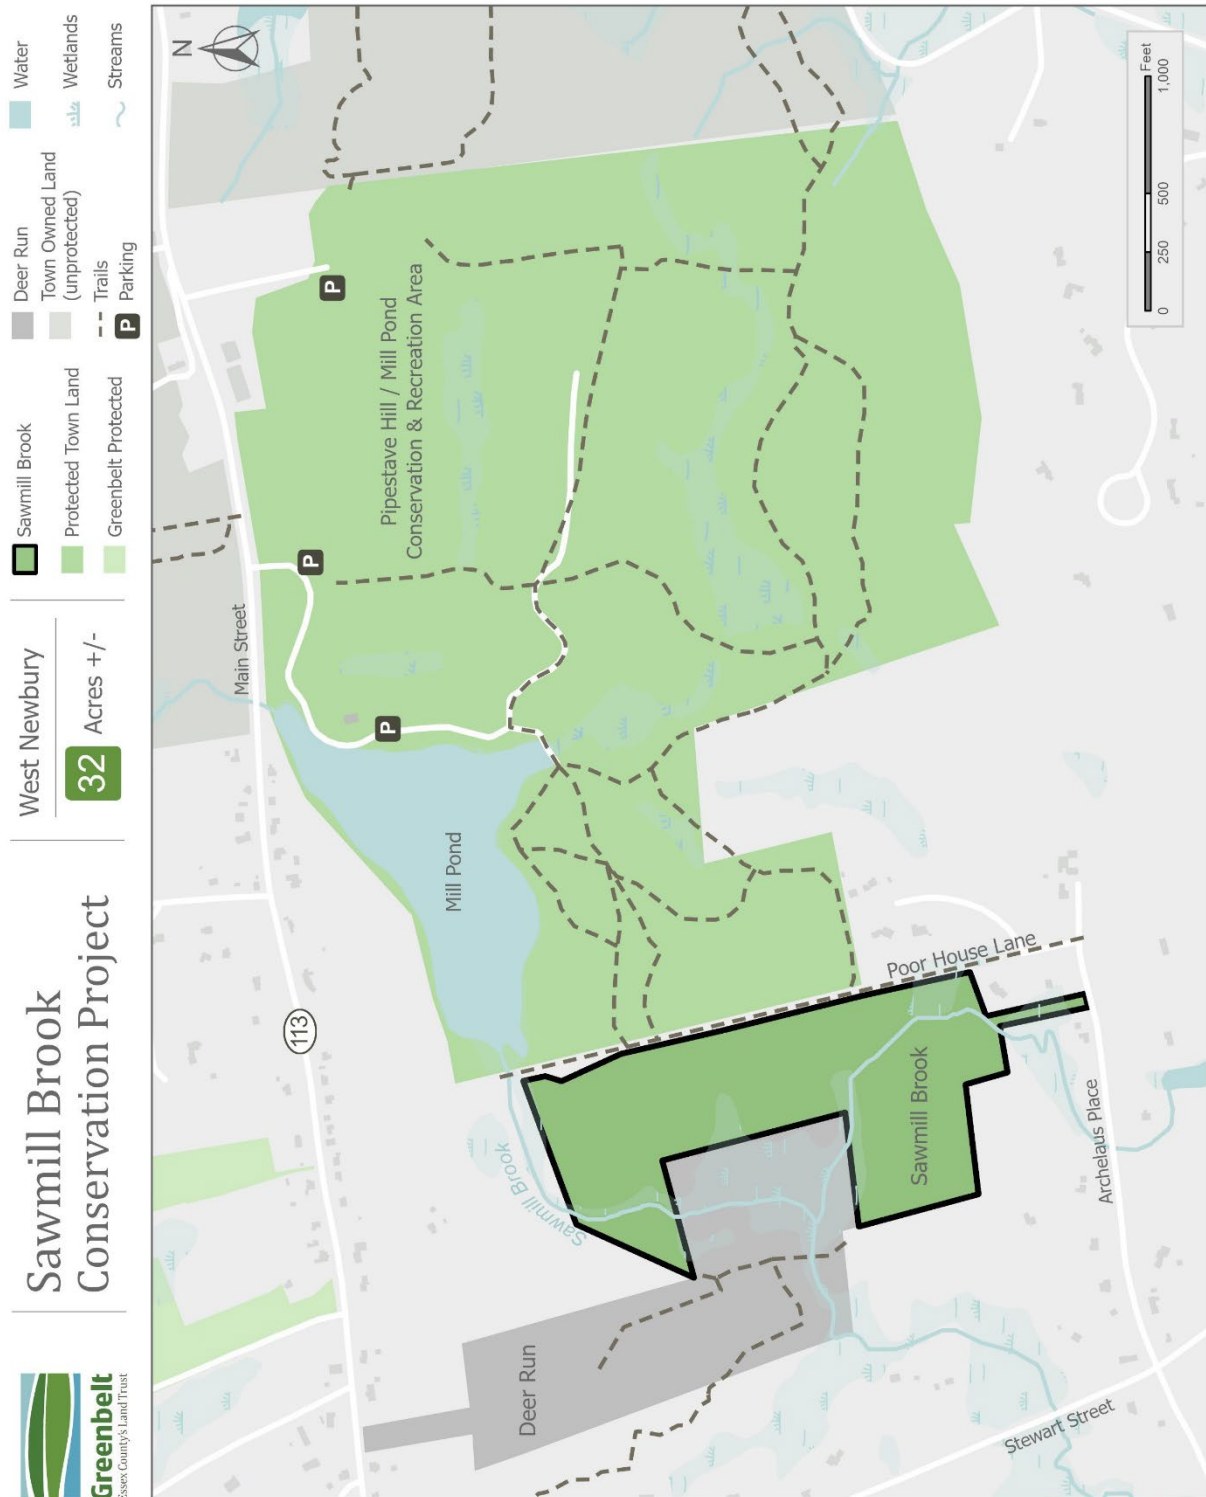 Greenbelt
Essex County's Land Trust
Sawmill Brook
Conservation Project
West Newbury
32 Acres +/-
Sawmill Brook
Protected Town Land
Greenbelt Protected
Deer Run
Town Owned Land
(unprotected)
Trails
P Parking
Water
Wetlands
Streams
N
113
Main Street
P
P
P
Mill Pond
Pipestave Hill / Mill Pond
Conservation & Recreation Area
Sawmill Brook
Deer Run
Sawmill Brook
Poor House Lane
Archelaus Place
Stewart Street
0 250 500 1,000
Feet